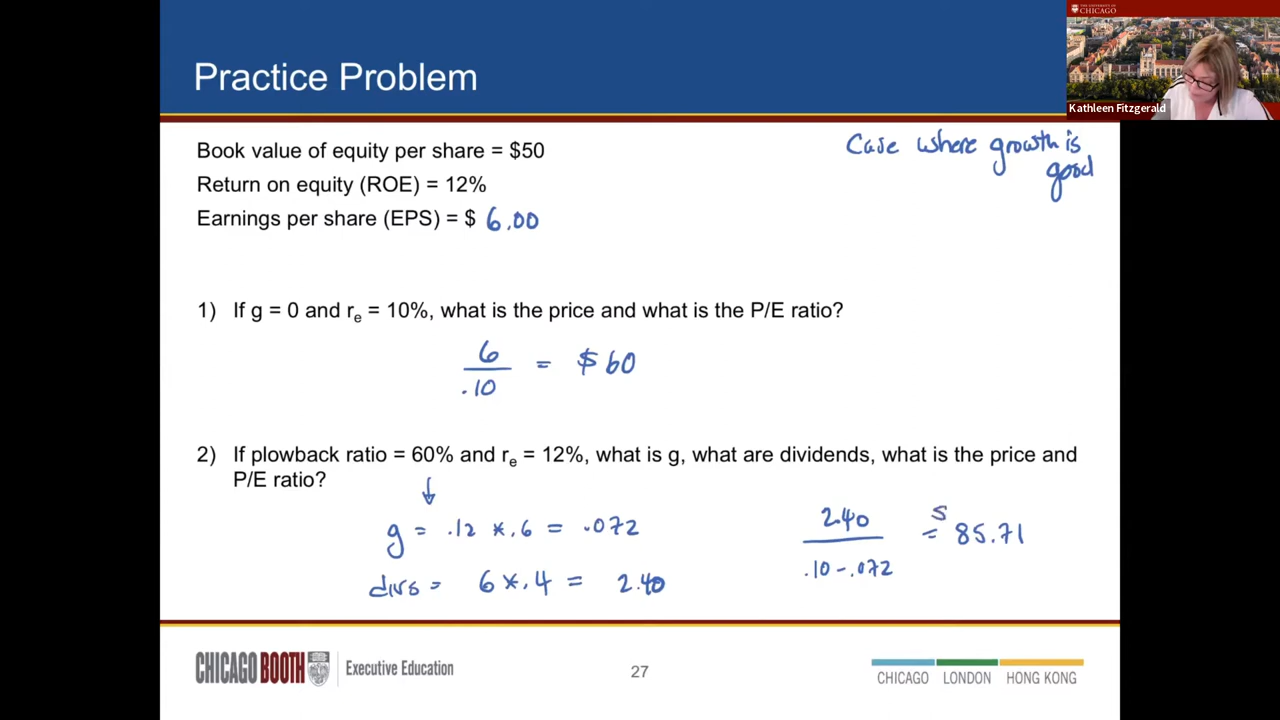 THE UNIVERSITY OF
CHICAGO
Kathleen Fitzgerald
Practice Problem
Case where growth is
good
Book value of equity per share = $50
Return on equity (ROE) = 12%
Earnings per share (EPS) = $ 6.00
1) If g = 0 and re = 10%, what is the price and what is the P/E ratio?
6
.10
= $60
2) If plowback ratio = 60% and re = 12%, what is g, what are dividends, what is the price and
P/E ratio?
g = .12 * .6 = .072
divs = 6 * .4 = 2.40
2.40
.10 - .072
= $ 85.71
CHICAGO BOOTH Executive Education
27
CHICAGO LONDON HONG KONG